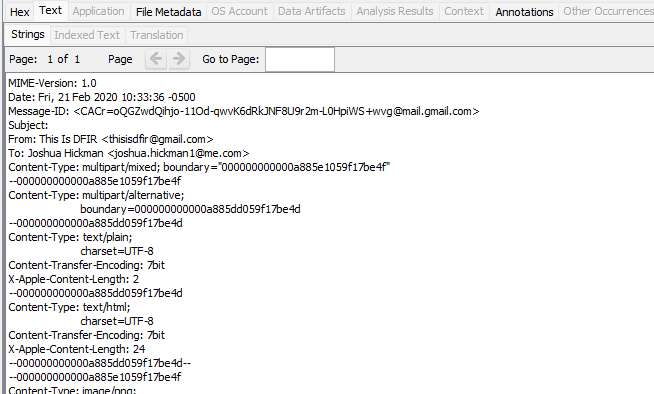 Hex Text Application File Metadata OS Account Data Artifacts Analysis Results Context Annotations Other Occurrences
Strings Indexed Text Translation
Page: 1 of 1 Page Go to Page:
MIME-Version: 1.0
Date: Fri, 21 Feb 2020 10:33:36 -0500
Message-ID: <CACr=oQGZwdQihjo-11Od-qwvK6dRkJNF8U9r2m-L0HpiWS+wvg@mail.gmail.com>
Subject:
From: This Is DFIR <thisisdfir@gmail.com>
To: Joshua Hickman <joshua.hickman1@me.com>
Content-Type: multipart/mixed; boundary="000000000000a885e1059f17be4f"
--000000000000a885e1059f17be4f
Content-Type: multipart/alternative;
boundary=000000000000a885dd059f17be4d
--000000000000a885dd059f17be4d
Content-Type: text/plain;
charset=UTF-8
Content-Transfer-Encoding: 7bit
X-Apple-Content-Length: 2
--000000000000a885dd059f17be4d
Content-Type: text/html;
charset=UTF-8
Content-Transfer-Encoding: 7bit
X-Apple-Content-Length: 24
--000000000000a885dd059f17be4d--
--000000000000a885e1059f17be4f
Content-Type: image/png;